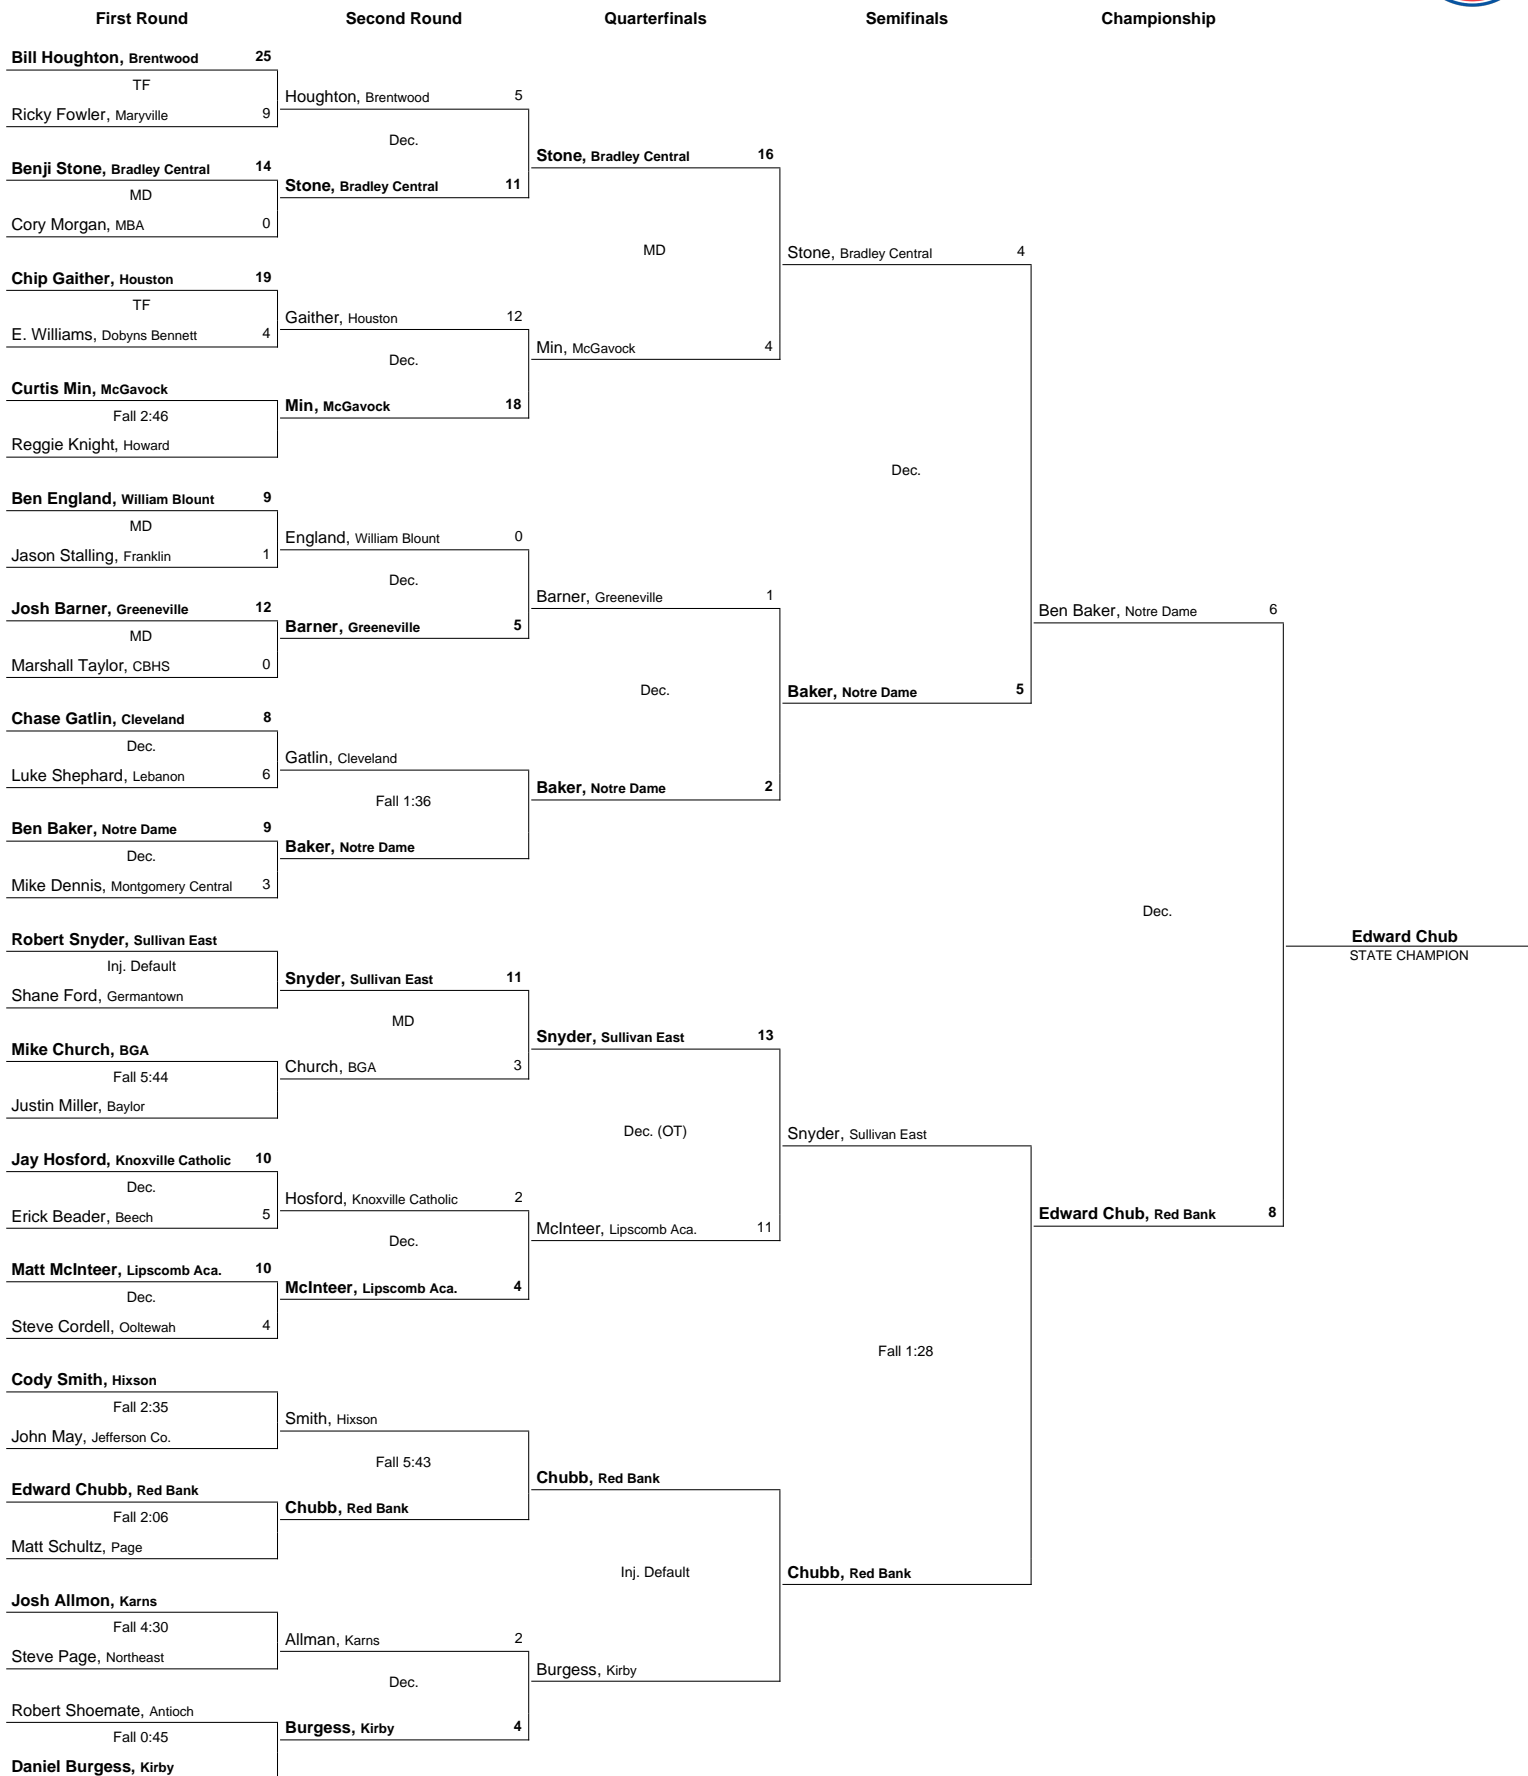 First Round
Second Round
Quarterfinals
Semifinals
Championship
Bill Houghton, Brentwood 25
TF
Ricky Fowler, Maryville 9
Benji Stone, Bradley Central 14
MD
Cory Morgan, MBA 0
Chip Gaither, Houston 19
TF
E. Williams, Dobyns Bennett 4
Curtis Min, McGavock
Fall 2:46
Reggie Knight, Howard
Ben England, William Blount 9
MD
Jason Stalling, Franklin 1
Josh Barner, Greeneville 12
MD
Marshall Taylor, CBHS 0
Chase Gatlin, Cleveland 8
Dec.
Luke Shephard, Lebanon 6
Ben Baker, Notre Dame 9
Dec.
Mike Dennis, Montgomery Central 3
Robert Snyder, Sullivan East
Inj. Default
Shane Ford, Germantown
Mike Church, BGA
Fall 5:44
Justin Miller, Baylor
Jay Hosford, Knoxville Catholic 10
Dec.
Erick Beader, Beech 5
Matt McInteer, Lipscomb Aca. 10
Dec.
Steve Cordell, Ooltewah 4
Cody Smith, Hixson
Fall 2:35
John May, Jefferson Co.
Edward Chubb, Red Bank
Fall 2:06
Matt Schultz, Page
Josh Allmon, Karns
Fall 4:30
Steve Page, Northeast
Robert Shoemate, Antioch
Fall 0:45
Daniel Burgess, Kirby
Houghton, Brentwood 5
Dec.
Stone, Bradley Central 11
Gaither, Houston 12
Dec.
Min, McGavock 18
England, William Blount 0
Dec.
Barner, Greeneville 5
Gatlin, Cleveland
Fall 1:36
Baker, Notre Dame
Snyder, Sullivan East 11
MD
Church, BGA 3
Hosford, Knoxville Catholic 2
Dec.
McInteer, Lipscomb Aca. 4
Smith, Hixson
Fall 5:43
Chubb, Red Bank
Allman, Karns 2
Dec.
Burgess, Kirby 4
Stone, Bradley Central 16
MD
Min, McGavock 4
Barner, Greeneville 1
Dec.
Baker, Notre Dame 2
Snyder, Sullivan East 13
Dec. (OT)
McInteer, Lipscomb Aca. 11
Chubb, Red Bank
Inj. Default
Burgess, Kirby
Stone, Bradley Central 4
Dec.
Baker, Notre Dame 5
Snyder, Sullivan East
Fall 1:28
Chubb, Red Bank
Ben Baker, Notre Dame 6
Dec.
Edward Chub, Red Bank 8
Edward Chub
STATE CHAMPION